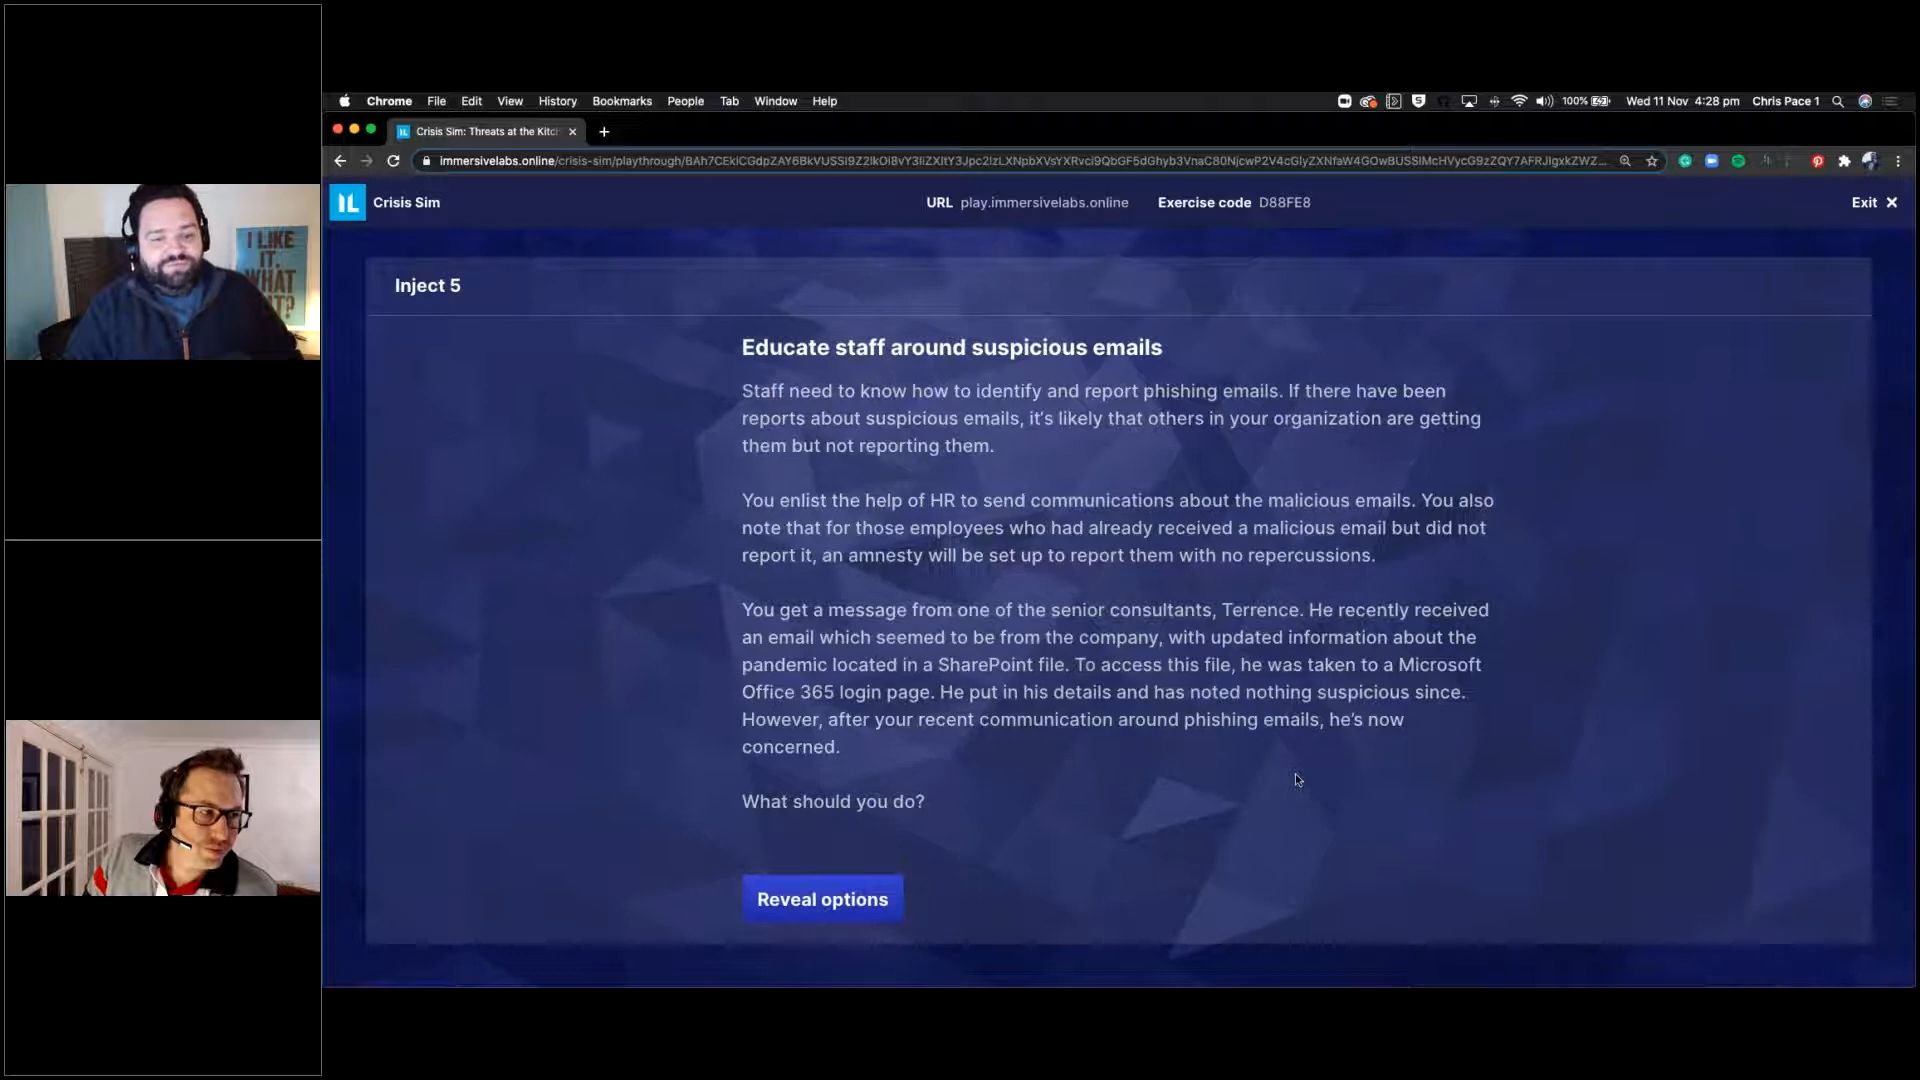 Chrome File Edit View History Bookmarks People Tab Window Help
100% Wed 11 Nov 4:28 pm Chris Pace 1
Crisis Sim: Threats at the Kitch
Crisis Sim
URL play.immersivelabs.online Exercise code D88FE8
Exit
Inject 5
Educate staff around suspicious emails
Staff need to know how to identify and report phishing emails. If there have been
reports about suspicious emails, it's likely that others in your organization are getting
them but not reporting them.
You enlist the help of HR to send communications about the malicious emails. You also
note that for those employees who had already received a malicious email but did not
report it, an amnesty will be set up to report them with no repercussions.
You get a message from one of the senior consultants, Terrence. He recently received
an email which seemed to be from the company, with updated information about the
pandemic located in a SharePoint file. To access this file, he was taken to a Microsoft
Office 365 login page. He put in his details and has noted nothing suspicious since.
However, after your recent communication around phishing emails, he's now
concerned.
What should you do?
Reveal options
I LIKE
IT.
WHAT